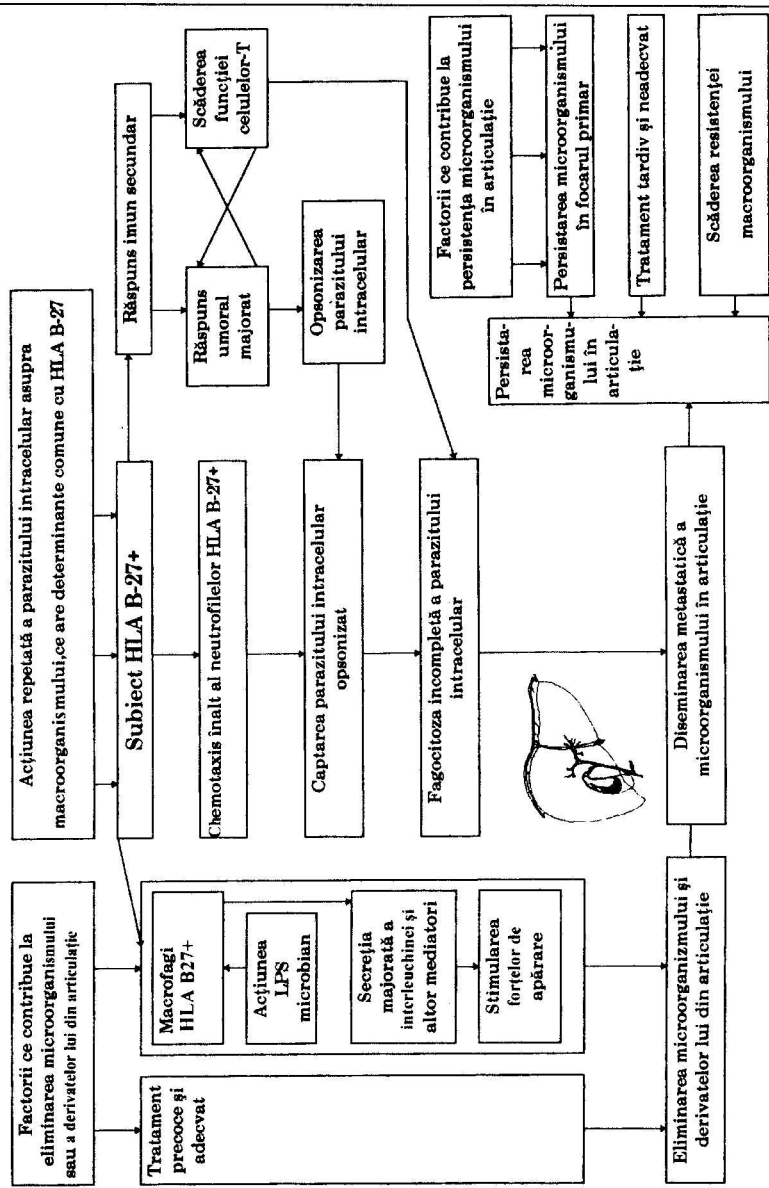 Factorii ce contribue la
eliminarea microorganismului
sau a derivatelor lui din articulație
Tratament
precoce și
adecvat
Macrofagi
HLA B27+
Acțiunea
LPS
microbian
Secreția
majorată a
interleuchinci și
altor mediatori
Stimularea
forțelor de
apărare
Eliminarea microorganizmului și
derivatelor lui din articulație
Acțiunea repetată a parazitului intracelular asupra
macroorganismului,ce are determinante comune cu HLA B-27
Subiect HLA B-27+
Chemotaxis înalt al neutrofilelor HLA B-27+
Captarea parazitului intracelular
opsonizat
Fagocitoza incompletă a parazitului
intracelular
Diseminarea metastatică a
microorganismului în articulație
Răspuns imun secundar
Răspuns
umoral
majorat
Scăderea
funcției
celulelor-T
Opsonizarea
parazitului
intracelular
Factorii ce contribue la
persistența microorganismului
în articulație
Persistarea microorganismului
în focarul primar
Tratament tardiv și neadecvat
Scăderea resistenței
macroorganismului
Persista-
rea
microor-
ganismu-
lui în
articula-
ție